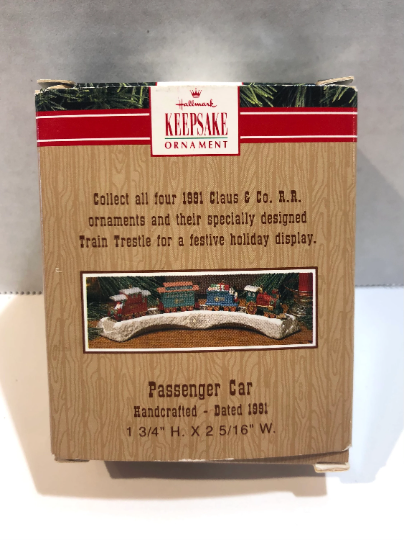 Hallmark
KEEPSAKE
ORNAMENT
Collect all four 1991 Claus & Co. R.R.
ornaments and their specially designed
Train Trestle for a festive holiday display.
Passenger Car
Handcrafted - Dated 1991
1 3/4" H. X 2 5/16" W.